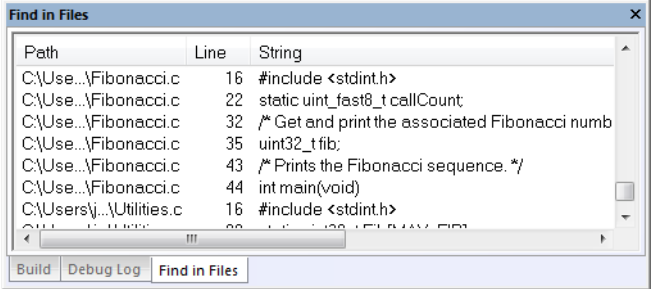 Find in Files
Path Line String
C:\Use...\Fibonacci.c 16 #include <stdint.h>
C:\Use...\Fibonacci.c 22 static uint_fast8_t callCount;
C:\Use...\Fibonacci.c 32 /* Get and print the associated Fibonacci numb
C:\Use...\Fibonacci.c 35 uint32_t fib;
C:\Use...\Fibonacci.c 43 /* Prints the Fibonacci sequence. */
C:\Use...\Fibonacci.c 44 int main(void)
C:\Users\j...\Utilities.c 16 #include <stdint.h>
Build Debug Log Find in Files